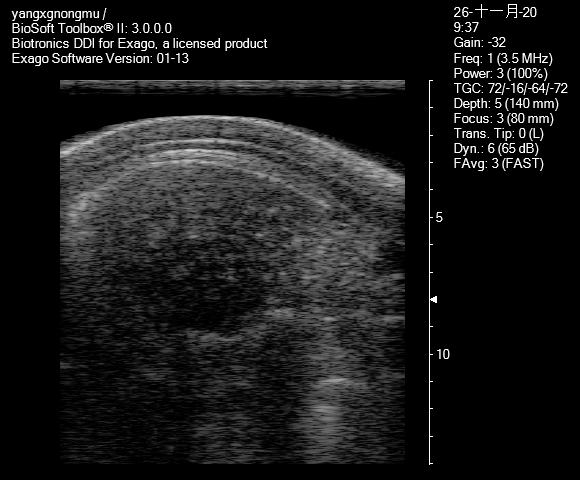 yangxgnongmu /
BioSoft Toolbox® II: 3.0.0.0
Biotronics DDI for Exago, a licensed product
Exago Software Version: 01-13
26-十一月-20
9:37
Gain: -32
Freq: 1 (3.5 MHz)
Power: 3 (100%)
TGC: 72/-16/-64/-72
Depth: 5 (140 mm)
Focus: 3 (80 mm)
Trans. Tip: 0 (L)
Dyn.: 6 (65 dB)
FAvg: 3 (FAST)
5
10